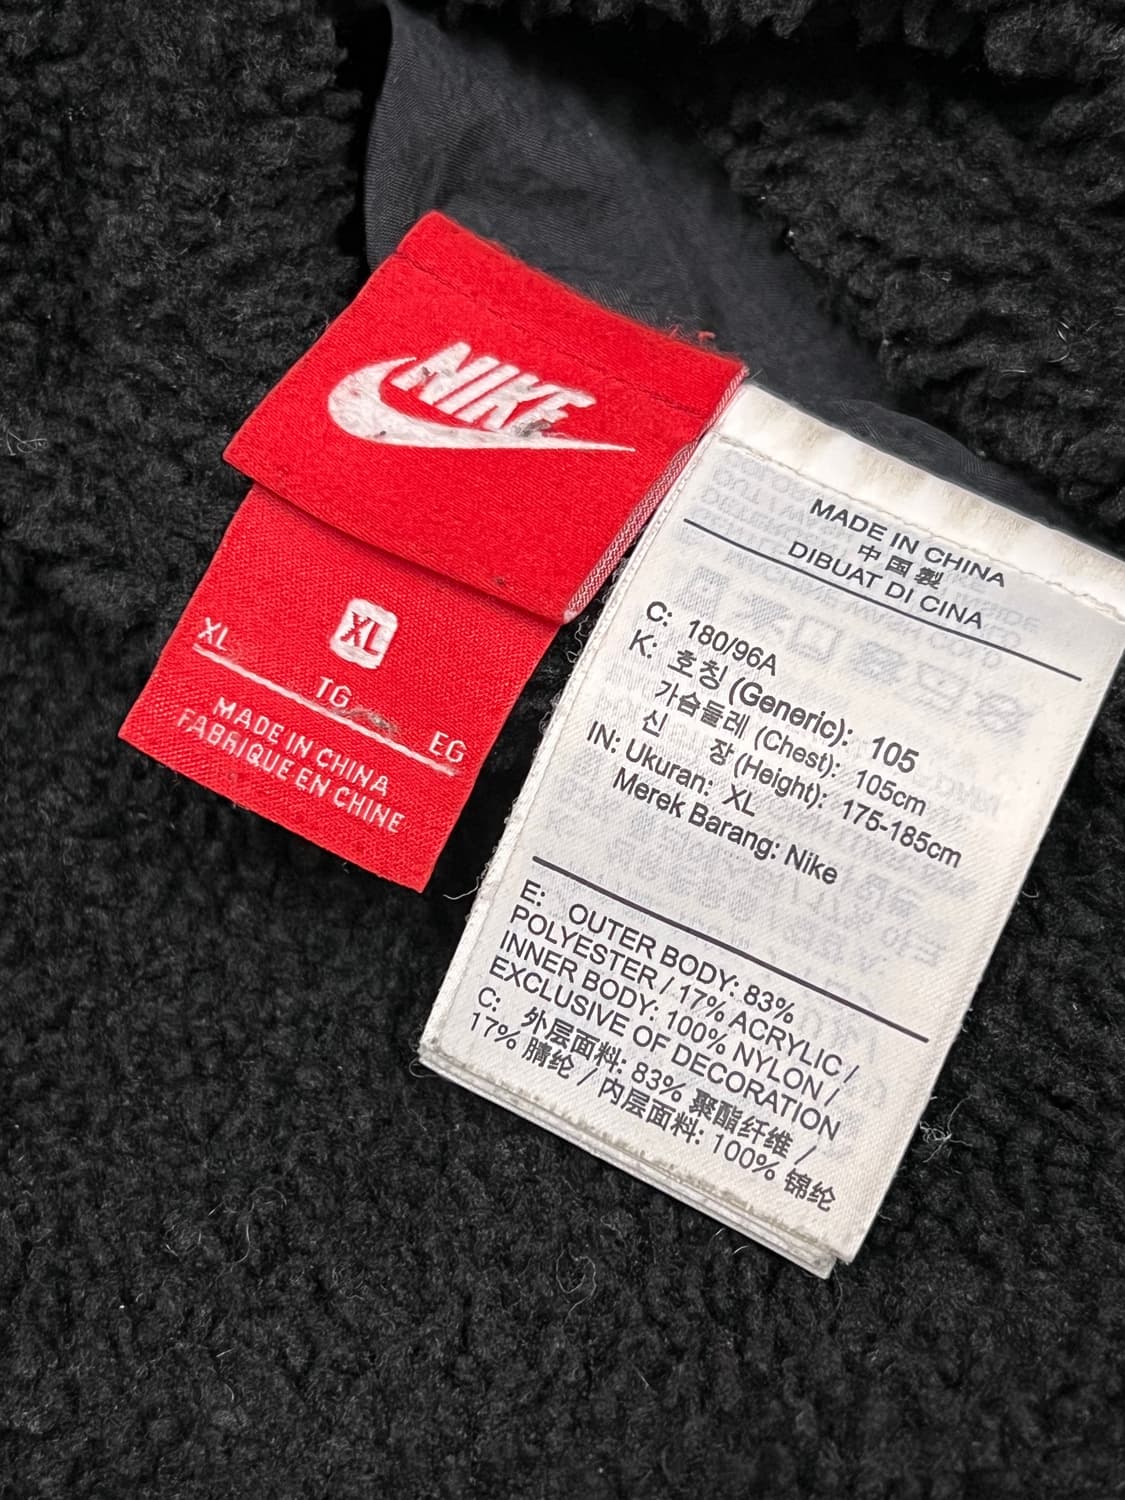 NIKE
XL
XL
TG
EG
MADE IN CHINA
FABRIQUE EN CHINE
MADE IN CHINA
中国製
DIBUAT DI CINA
C: 180/96A
K: 호칭 (Generic): 105
가슴둘레 (Chest): 105cm
신 장 (Height): 175-185cm
IN: Ukuran: XL
Merek Barang: Nike
E: OUTER BODY: 83%
POLYESTER / 17% ACRYLIC /
INNER BODY: 100% NYLON /
EXCLUSIVE OF DECORATION
C: 外层面料: 83% 聚酯纤维 /
17% 腈纶 / 内层面料: 100% 锦纶